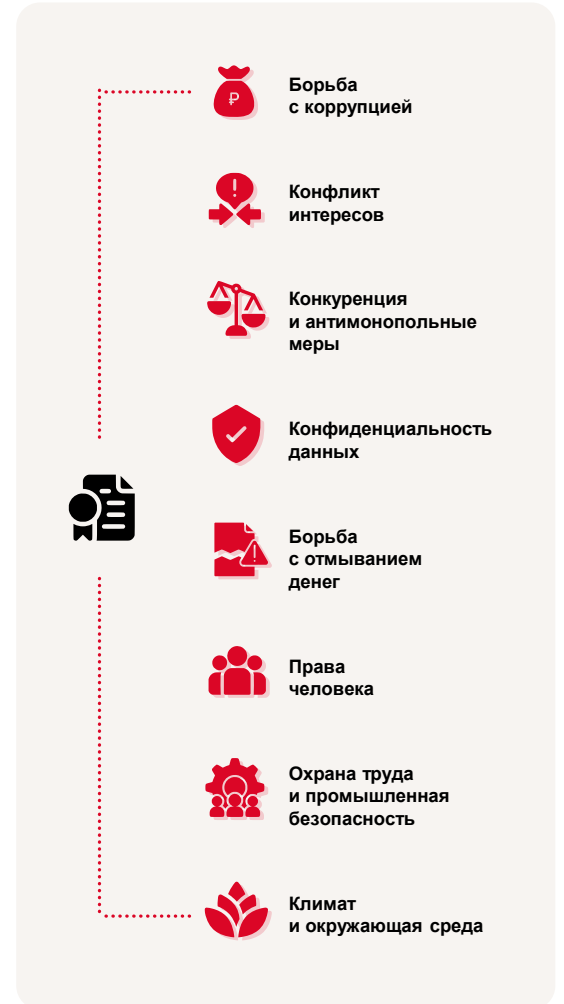 ₽
Борьба
с коррупцией
Конфликт
интересов
Конкуренция
и антимонопольные
меры
Конфиденциальность
данных
Борьба
с отмыванием
денег
Права
человека
Охрана труда
и промышленная
безопасность
Климат
и окружающая среда